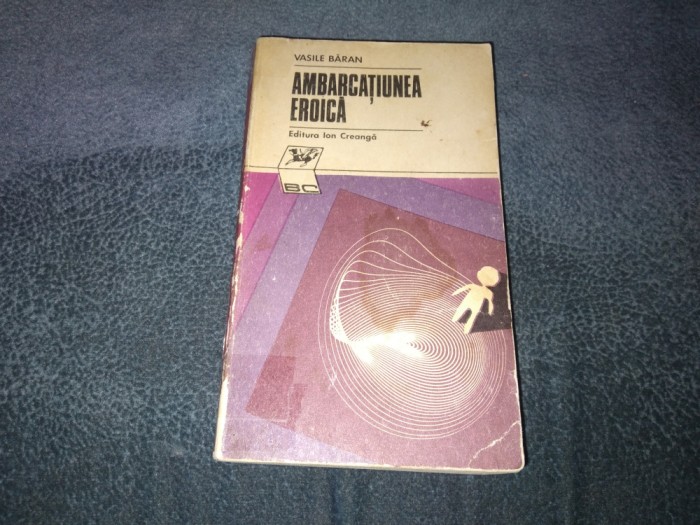 VASILE BĂRAN
AMBARCAȚIUNEA
EROICĂ
Editura Ion Creangă
BC